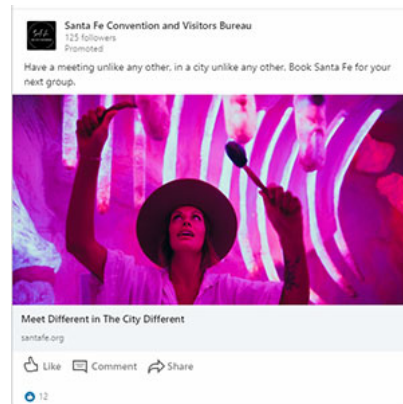 Santa Fe Convention and Visitors Bureau
125 followers
Promoted
Have a meeting unlike any other, in a city unlike any other. Book Santa Fe for your
next group.
Meet Different in The City Different
santafe.org
Like Comment Share
12